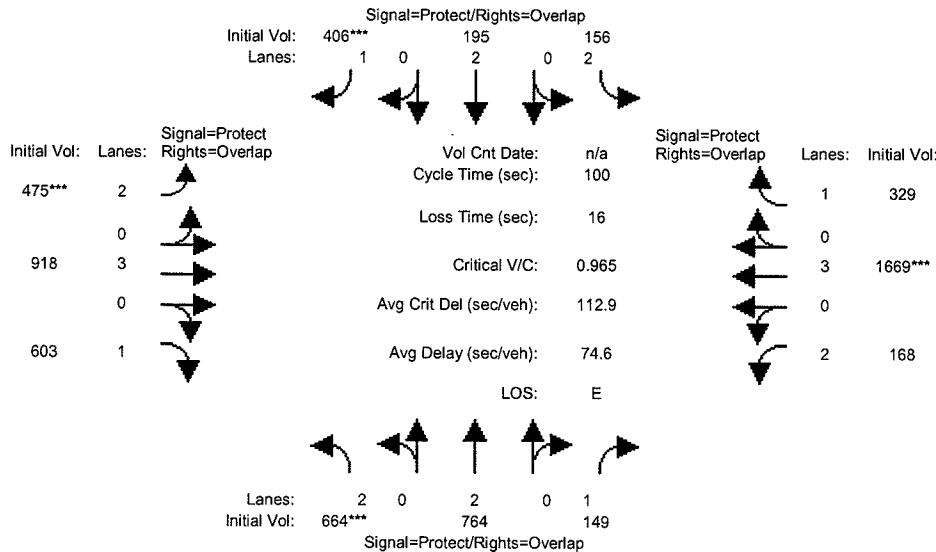 Signal=Protect/Rights=Overlap
Initial Vol: 406*** 195 156
Lanes: 1 0 2 0 2
Signal=Protect
Initial Vol: Lanes: Rights=Overlap
475*** 2
0
918 3
0
603 1
Vol Cnt Date: n/a
Cycle Time (sec): 100
Loss Time (sec): 16
Critical V/C: 0.965
Avg Crit Del (sec/veh): 112.9
Avg Delay (sec/veh): 74.6
LOS: E
Signal=Protect
Rights=Overlap Lanes: Initial Vol:
1 329
0
3 1669***
0
2 168
Lanes: 2 0 2 0 1
Initial Vol: 664*** 764 149
Signal=Protect/Rights=Overlap